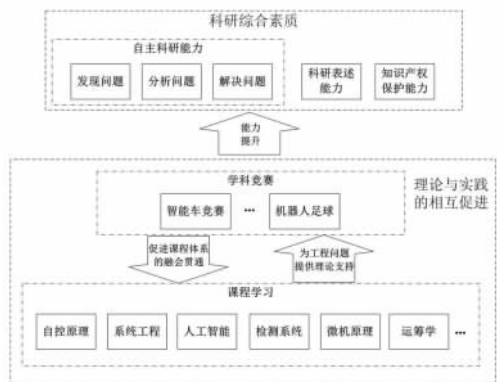 科研综合素质
自主科研能力
发现问题
分析问题
解决问题
科研表述
能力
知识产权
保护能力
能力
提升
理论与实践
的相互促进
学科竞赛
智能车竞赛
...
机器人足球
促进课程体系
的融会贯通
为工程问题
提供理论支持
课程学习
自控原理
系统工程
人工智能
检测系统
微机原理
运筹学
...